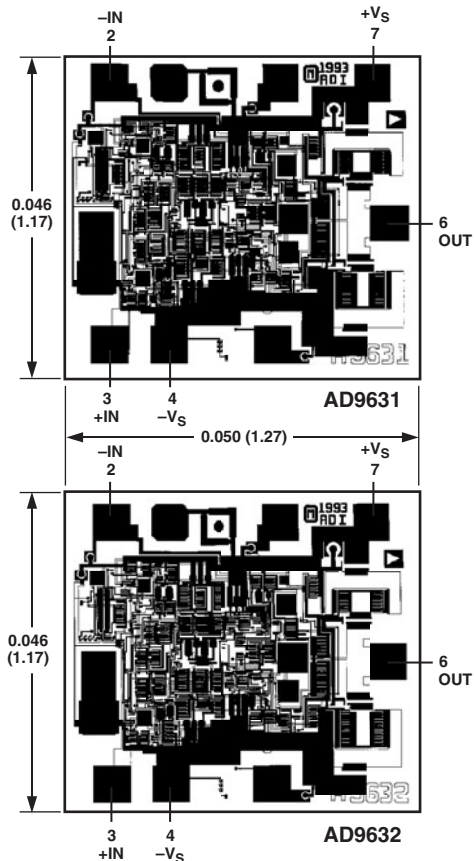 –IN
2
+VS
7
1993
ADI
0.046
(1.17)
6
OUT
9631
3
+IN
4
–VS
AD9631
0.050 (1.27)
–IN
2
+VS
7
1993
ADI
0.046
(1.17)
6
OUT
9632
3
+IN
4
–VS
AD9632